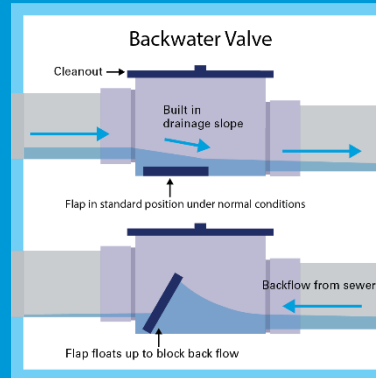 Backwater Valve
Cleanout
Built in
drainage slope
Flap in standard position under normal conditions
Backflow from sewer
Flap floats up to block back flow